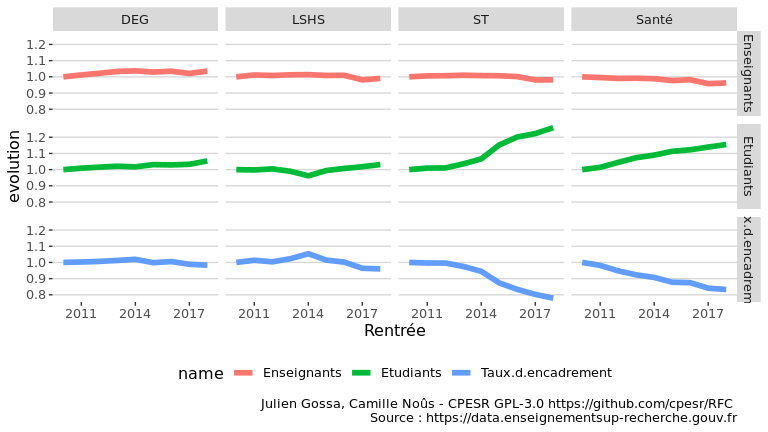 DEG LSHS ST Santé
1.2
1.1
1.0
0.9
0.8
Enseignants
evolution
1.2
1.1
1.0
0.9
0.8
Etudiants
1.2
1.1
1.0
0.9
0.8
x.d.encadrem
2011 2014 2017 2011 2014 2017 2011 2014 2017 2011 2014 2017
Rentrée
name Enseignants Etudiants Taux.d.encadrement
Julien Gossa, Camille Noûs - CPESR GPL-3.0 https://github.com/cpesr/RFC
Source : https://data.enseignementsup-recherche.gouv.fr